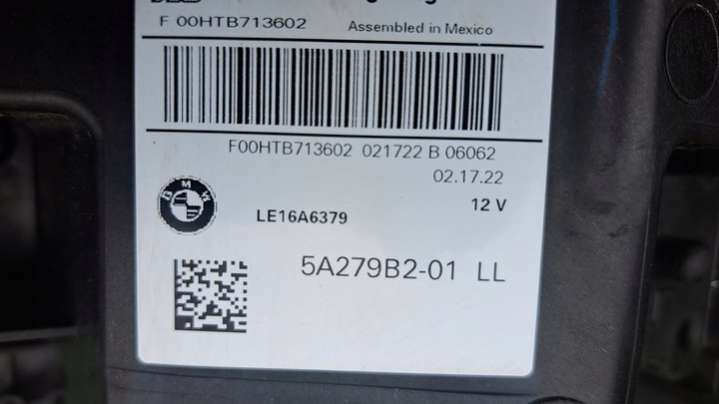 F 00HTB713602 Assembled in Mexico
F00HTB713602 021722 B 06062
02.17.22
12 V
BMW
LE16A6379
5A279B2-01 LL